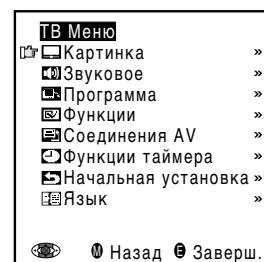 ТВ Меню
Картинка »
Звуковое »
Программа »
Функции »
Соединения AV »
Функции таймера »
Начальная установка »
Язык »
M Назад E Заверш.